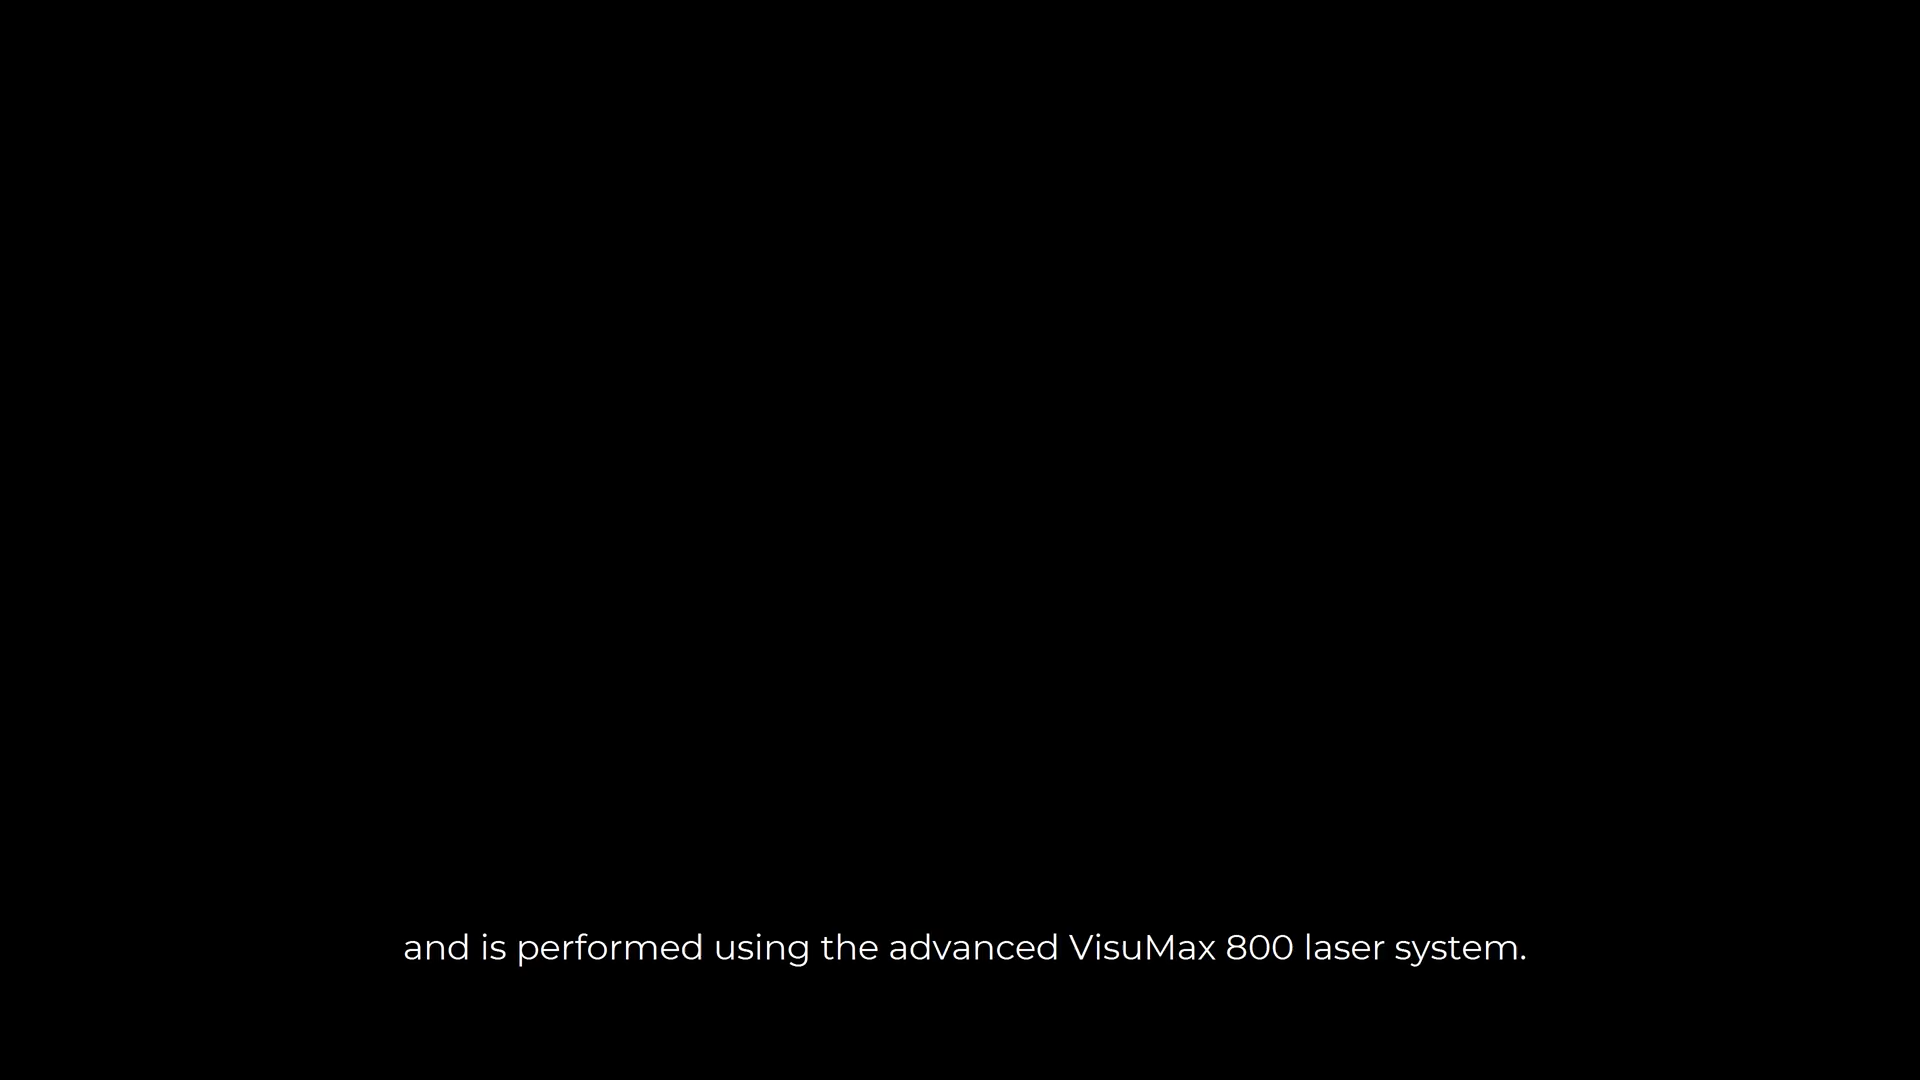 and is performed using the advanced VisuMax 800 laser system.